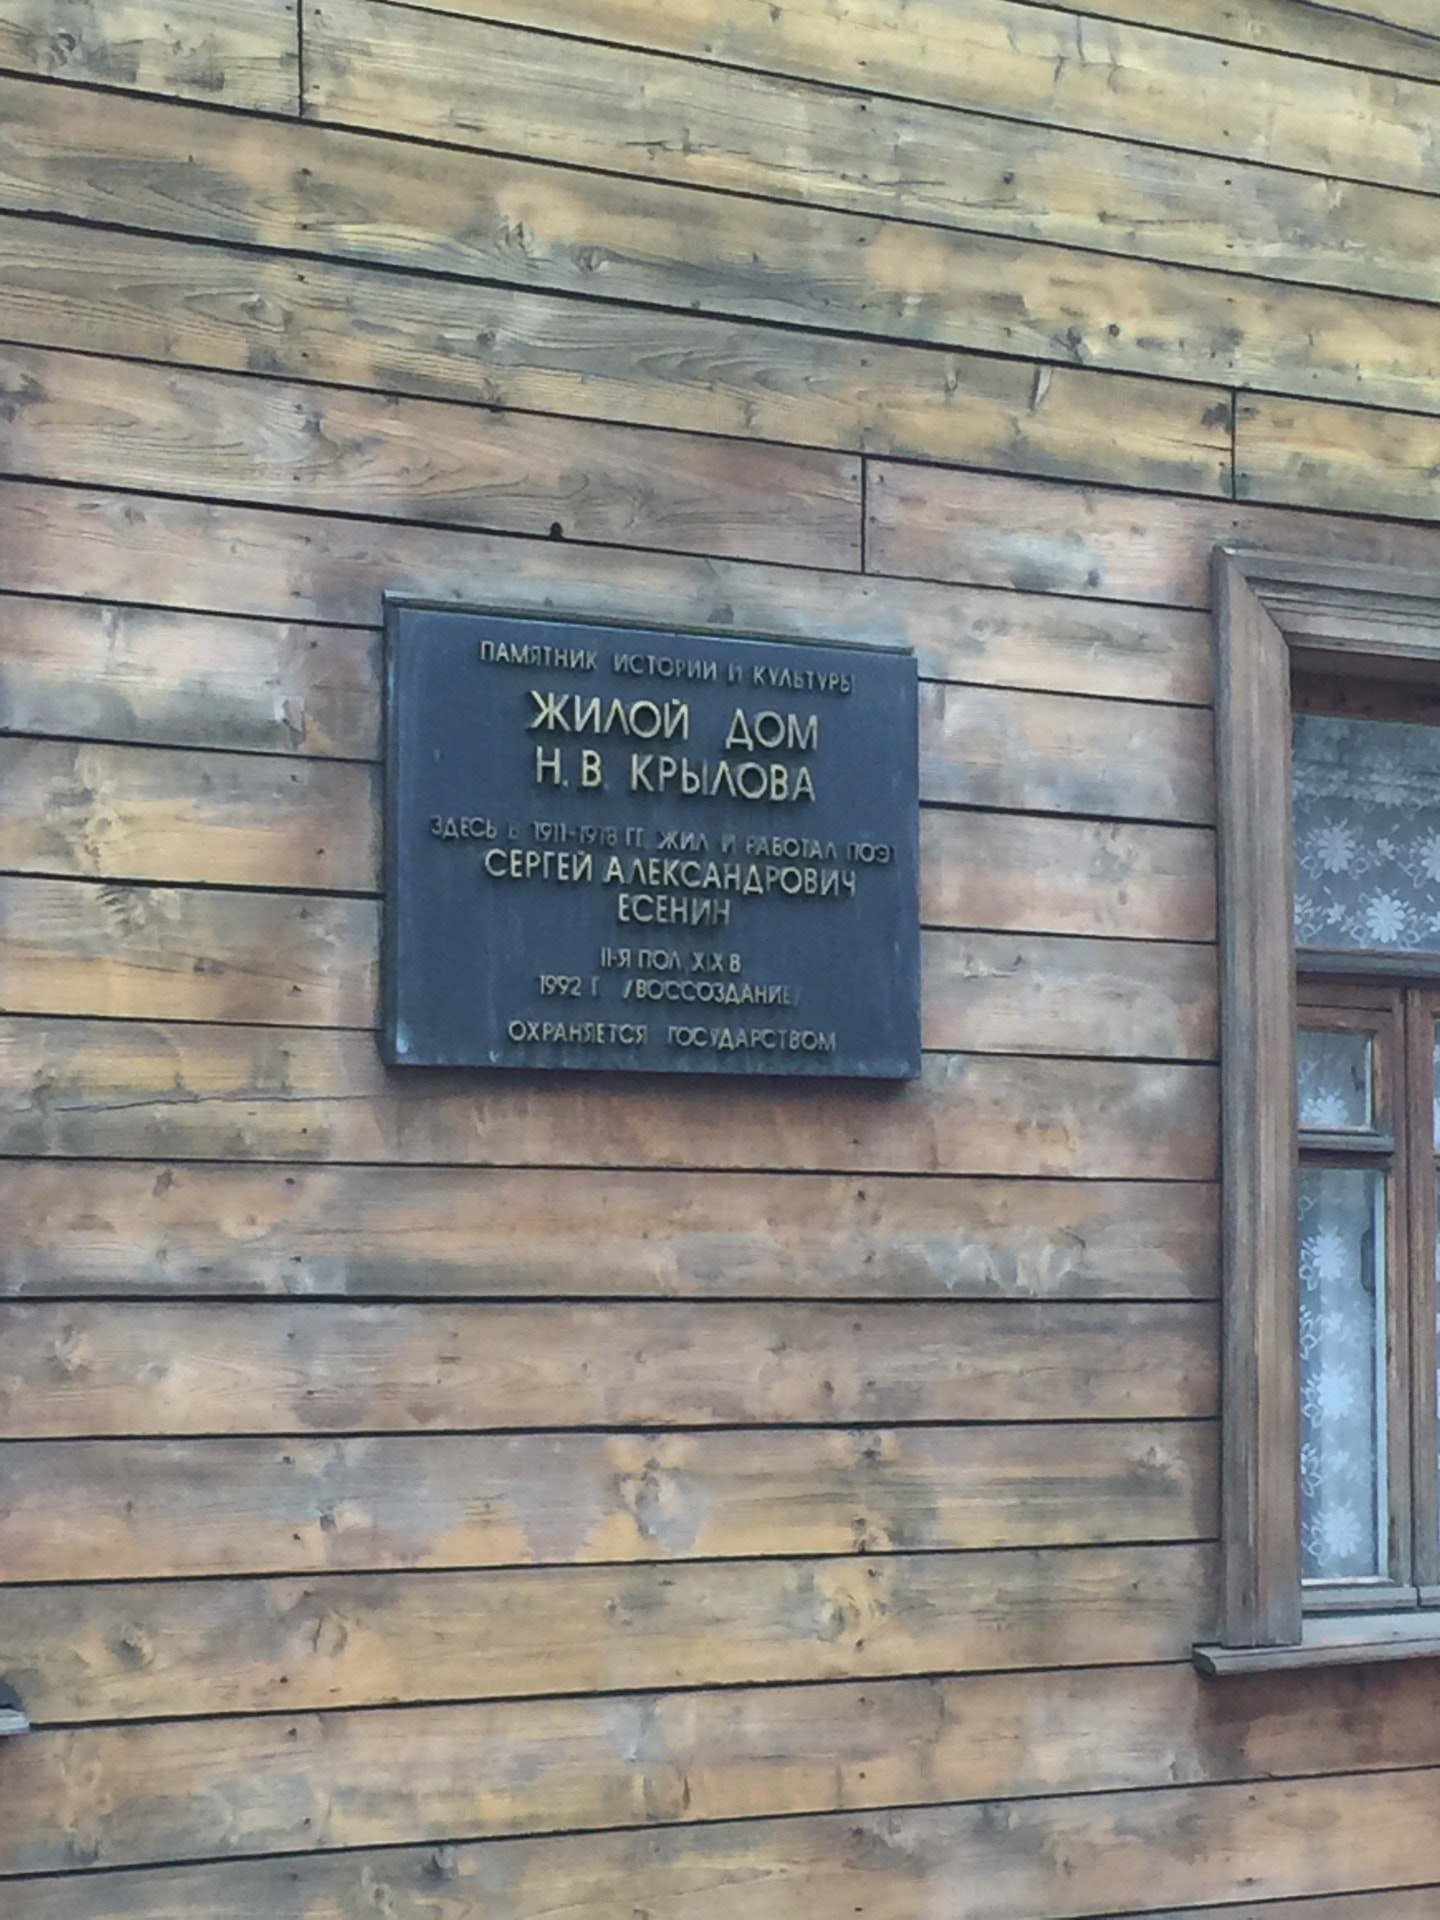 ПАМЯТНИК ИСТОРИИ И КУЛЬТУРЫ
ЖИЛОЙ ДОМ
Н. В. КРЫЛОВА
ЗДЕСЬ В 1911-1918 ГГ. ЖИЛ И РАБОТАЛ ПОЭТ
СЕРГЕЙ АЛЕКСАНДРОВИЧ
ЕСЕНИН
II-Я ПОЛ. XIX В
1992 Г. /ВОССОЗДАНИЕ/
ОХРАНЯЕТСЯ ГОСУДАРСТВОМ